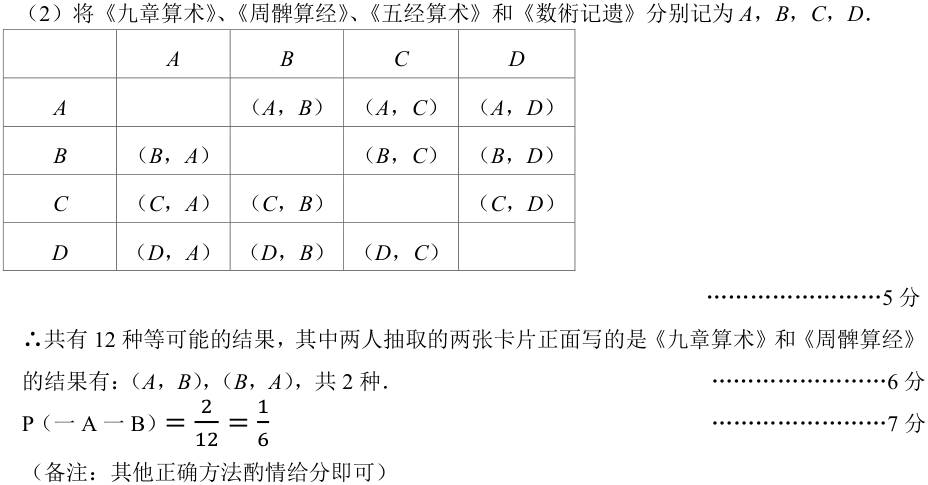 （2）将《九章算术》、《周髀算经》、《五经算术》和《数術记遗》分别记为 A，B，C，D．
A B C D
A （A，B） （A，C） （A，D）
B （B，A） （B，C） （B，D）
C （C，A） （C，B） （C，D）
D （D，A） （D，B） （D，C）
……………………5 分
∴共有 12 种等可能的结果，其中两人抽取的两张卡片正面写的是《九章算术》和《周髀算经》
的结果有：（A，B），（B，A），共 2 种． ……………………6 分
P（一 A 一 B）＝2/12＝1/6 ……………………7 分
（备注：其他正确方法酌情给分即可）